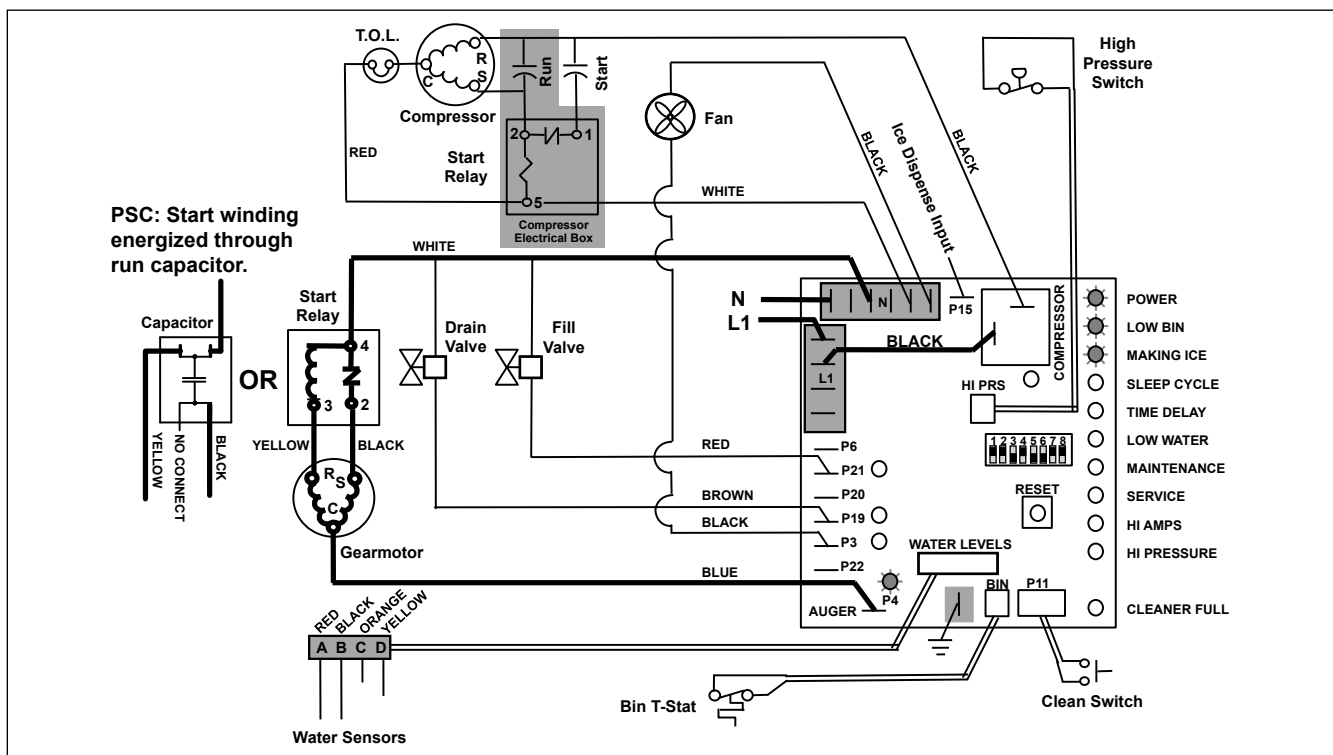 T.O.L.
R
S
C
Compressor
Run
Start
2
1
Start
Relay
5
Compressor
Electrical Box
RED
WHITE
Fan
BLACK
Ice Dispense Input
BLACK
High
Pressure
Switch
PSC: Start winding
energized through
run capacitor.
WHITE
Capacitor
YELLOW
NO CONNECT
BLACK
OR
Start
Relay
4
3
2
YELLOW
BLACK
R
S
C
Gearmotor
Drain
Valve
Fill
Valve
N
N
P15
L1
L1
BLACK
COMPRESSOR
HI PRS
1 2 3 4 5 6 7 8
RESET
POWER
LOW BIN
MAKING ICE
SLEEP CYCLE
TIME DELAY
LOW WATER
MAINTENANCE
SERVICE
HI AMPS
HI PRESSURE
CLEANER FULL
P6
RED
P21
P20
BROWN
P19
BLACK
P3
P22
BLUE
P4
AUGER
WATER LEVELS
BIN
P11
RED
BLACK
ORANGE
YELLOW
A B C D
Water Sensors
Bin T-Stat
Clean Switch